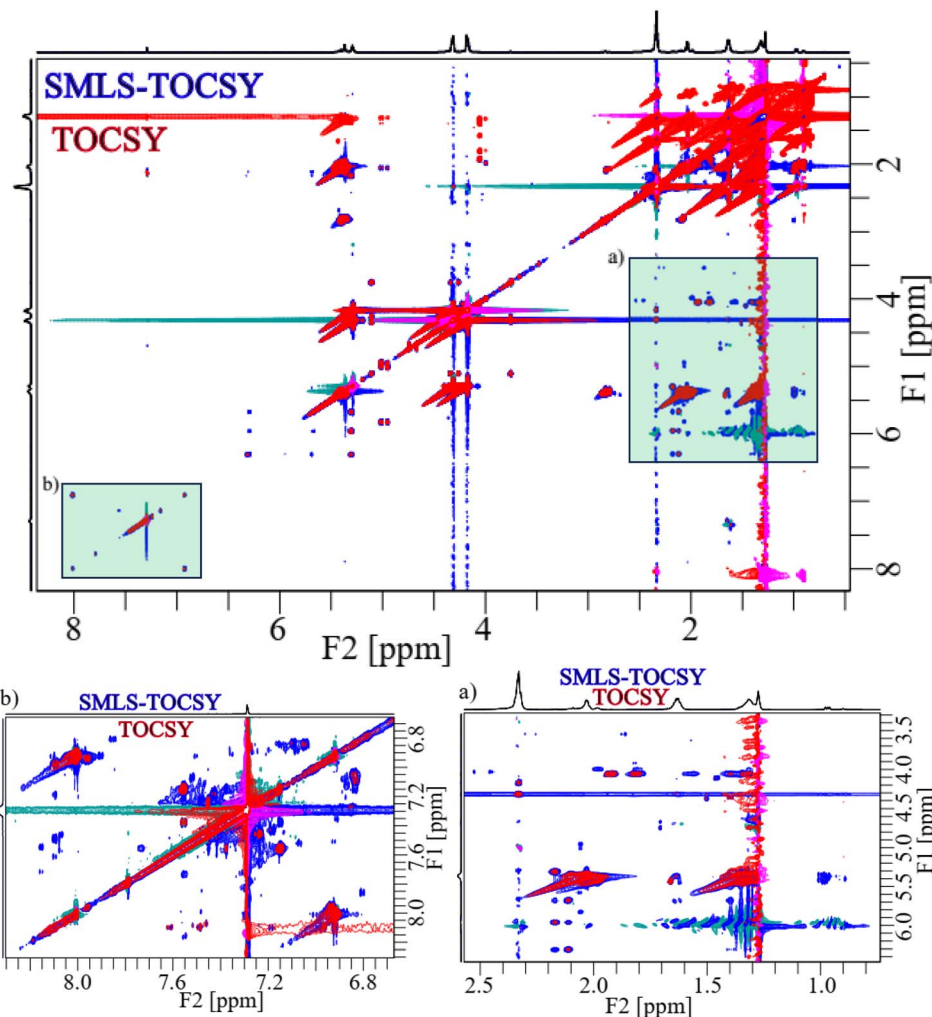 SMLS-TOCSY
TOCSY
2
a)
4
F1 [ppm]
6
b)
8
8
6
4
2
F2 [ppm]
b)
SMLS-TOCSY
TOCSY
6.8
7.2
F1 [ppm]
7.6
8.0
8.0
7.6
7.2
6.8
F2 [ppm]
SMLS-TOCSY
a)
TOCSY
3.5
4.0
4.5
F1 [ppm]
5.0
5.5
6.0
2.5
2.0
1.5
1.0
F2 [ppm]